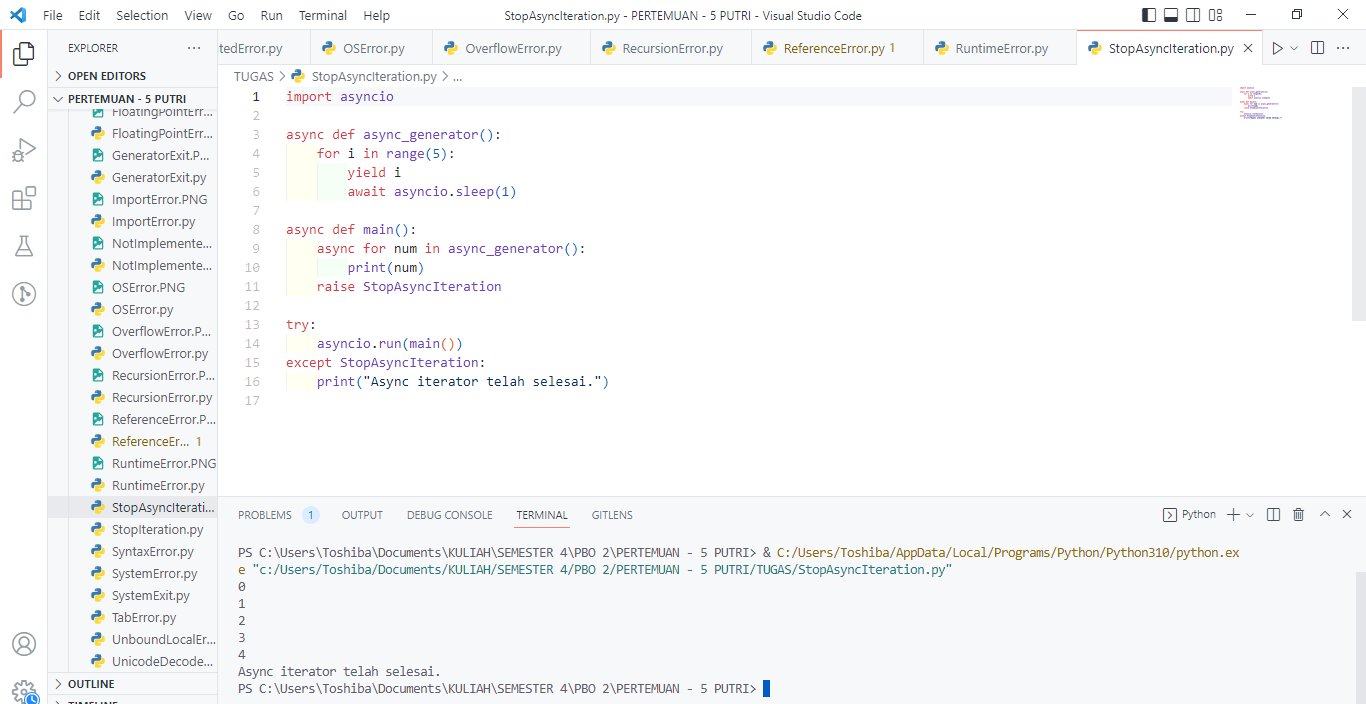 File Edit Selection View Go Run Terminal Help StopAsyncIteration.py - PERTEMUAN - 5 PUTRI - Visual Studio Code
EXPLORER ...
OPEN EDITORS
PERTEMUAN - 5 PUTRI
FloatingPointErr...
FloatingPointErr...
GeneratorExit.P...
GeneratorExit.py
ImportError.PNG
ImportError.py
NotImplemente...
NotImplemente...
OSError.PNG
OSError.py
OverflowError.P...
OverflowError.py
RecursionError.P...
RecursionError.py
ReferenceError.P...
ReferenceEr... 1
RuntimeError.PNG
RuntimeError.py
StopAsyncIterati...
StopIteration.py
SyntaxError.py
SystemError.py
SystemExit.py
TabError.py
UnboundLocalEr...
UnicodeDecode...
OUTLINE
TIMELINE
tedError.py OSError.py OverflowError.py RecursionError.py ReferenceError.py 1 RuntimeError.py StopAsyncIteration.py
TUGAS > StopAsyncIteration.py > ...
1 import asyncio
2
3 async def async_generator():
4 for i in range(5):
5 yield i
6 await asyncio.sleep(1)
7
8 async def main():
9 async for num in async_generator():
10 print(num)
11 raise StopAsyncIteration
12
13 try:
14 asyncio.run(main())
15 except StopAsyncIteration:
16 print("Async iterator telah selesai.")
17
PROBLEMS 1 OUTPUT DEBUG CONSOLE TERMINAL GITLENS Python
PS C:\Users\Toshiba\Documents\KULIAH\SEMESTER 4\PBO 2\PERTEMUAN - 5 PUTRI> & C:/Users/Toshiba/AppData/Local/Programs/Python/Python310/python.ex
e "c:/Users/Toshiba/Documents/KULIAH/SEMESTER 4/PBO 2/PERTEMUAN - 5 PUTRI/TUGAS/StopAsyncIteration.py"
0
1
2
3
4
Async iterator telah selesai.
PS C:\Users\Toshiba\Documents\KULIAH\SEMESTER 4\PBO 2\PERTEMUAN - 5 PUTRI>